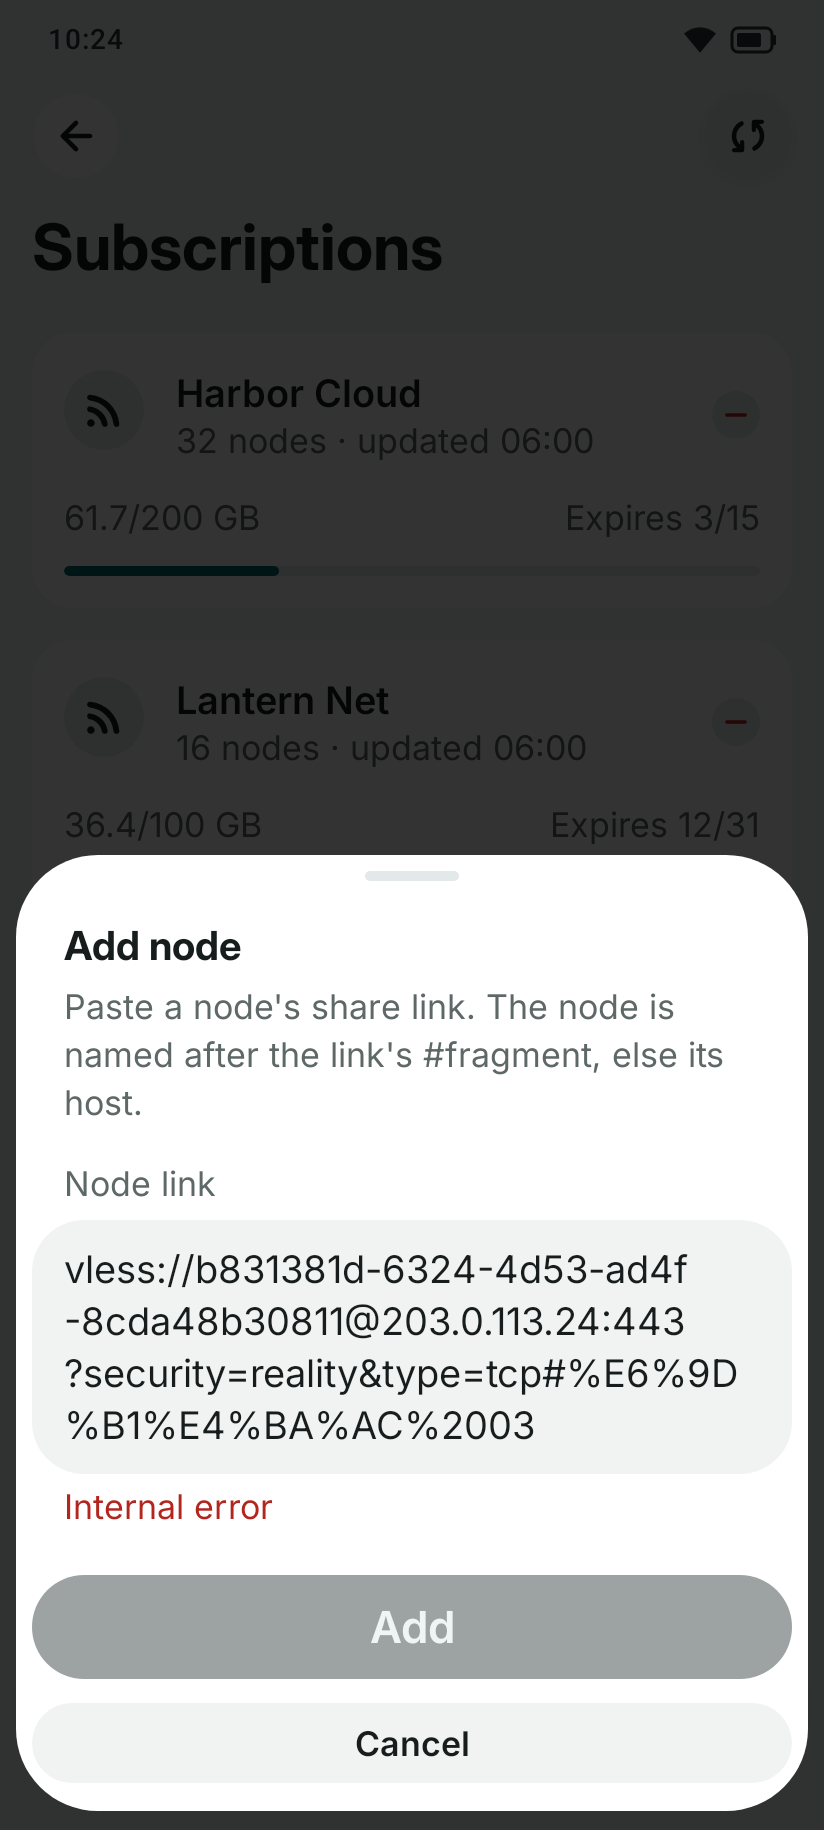 10:24
Subscriptions
Harbor Cloud
32 nodes · updated 06:00
61.7/200 GB
Expires 3/15
Lantern Net
16 nodes · updated 06:00
36.4/100 GB
Expires 12/31
Add node
Paste a node's share link. The node is
named after the link's #fragment, else its
host.
Node link
vless://b831381d-6324-4d53-ad4f
-8cda48b30811@203.0.113.24:443
?security=reality&type=tcp#%E6%9D
%B1%E4%BA%AC%2003
Internal error
Add
Cancel